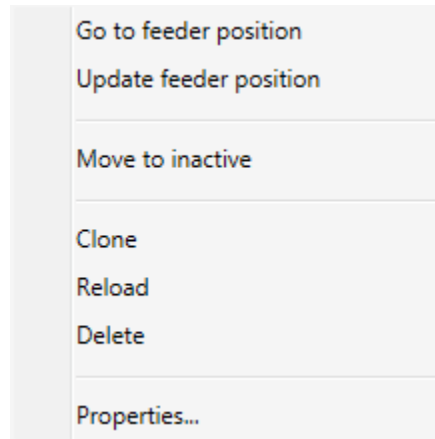 Go to feeder position
Update feeder position
Move to inactive
Clone
Reload
Delete
Properties...